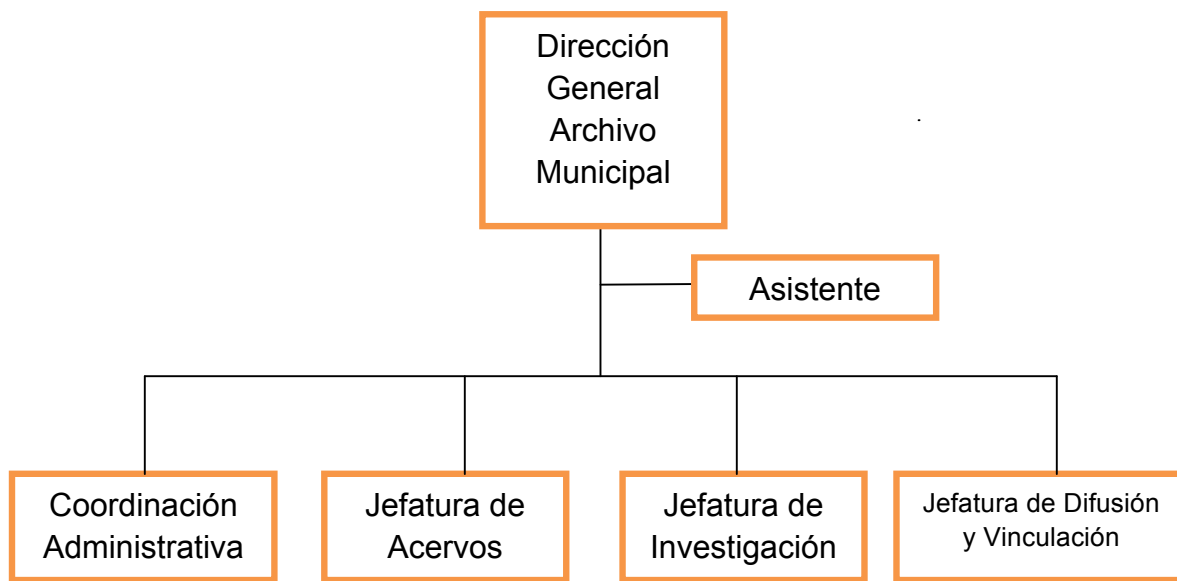 Dirección
General
Archivo
Municipal
Asistente
Coordinación
Administrativa
Jefatura de
Acervos
Jefatura de
Investigación
Jefatura de Difusión
y Vinculación